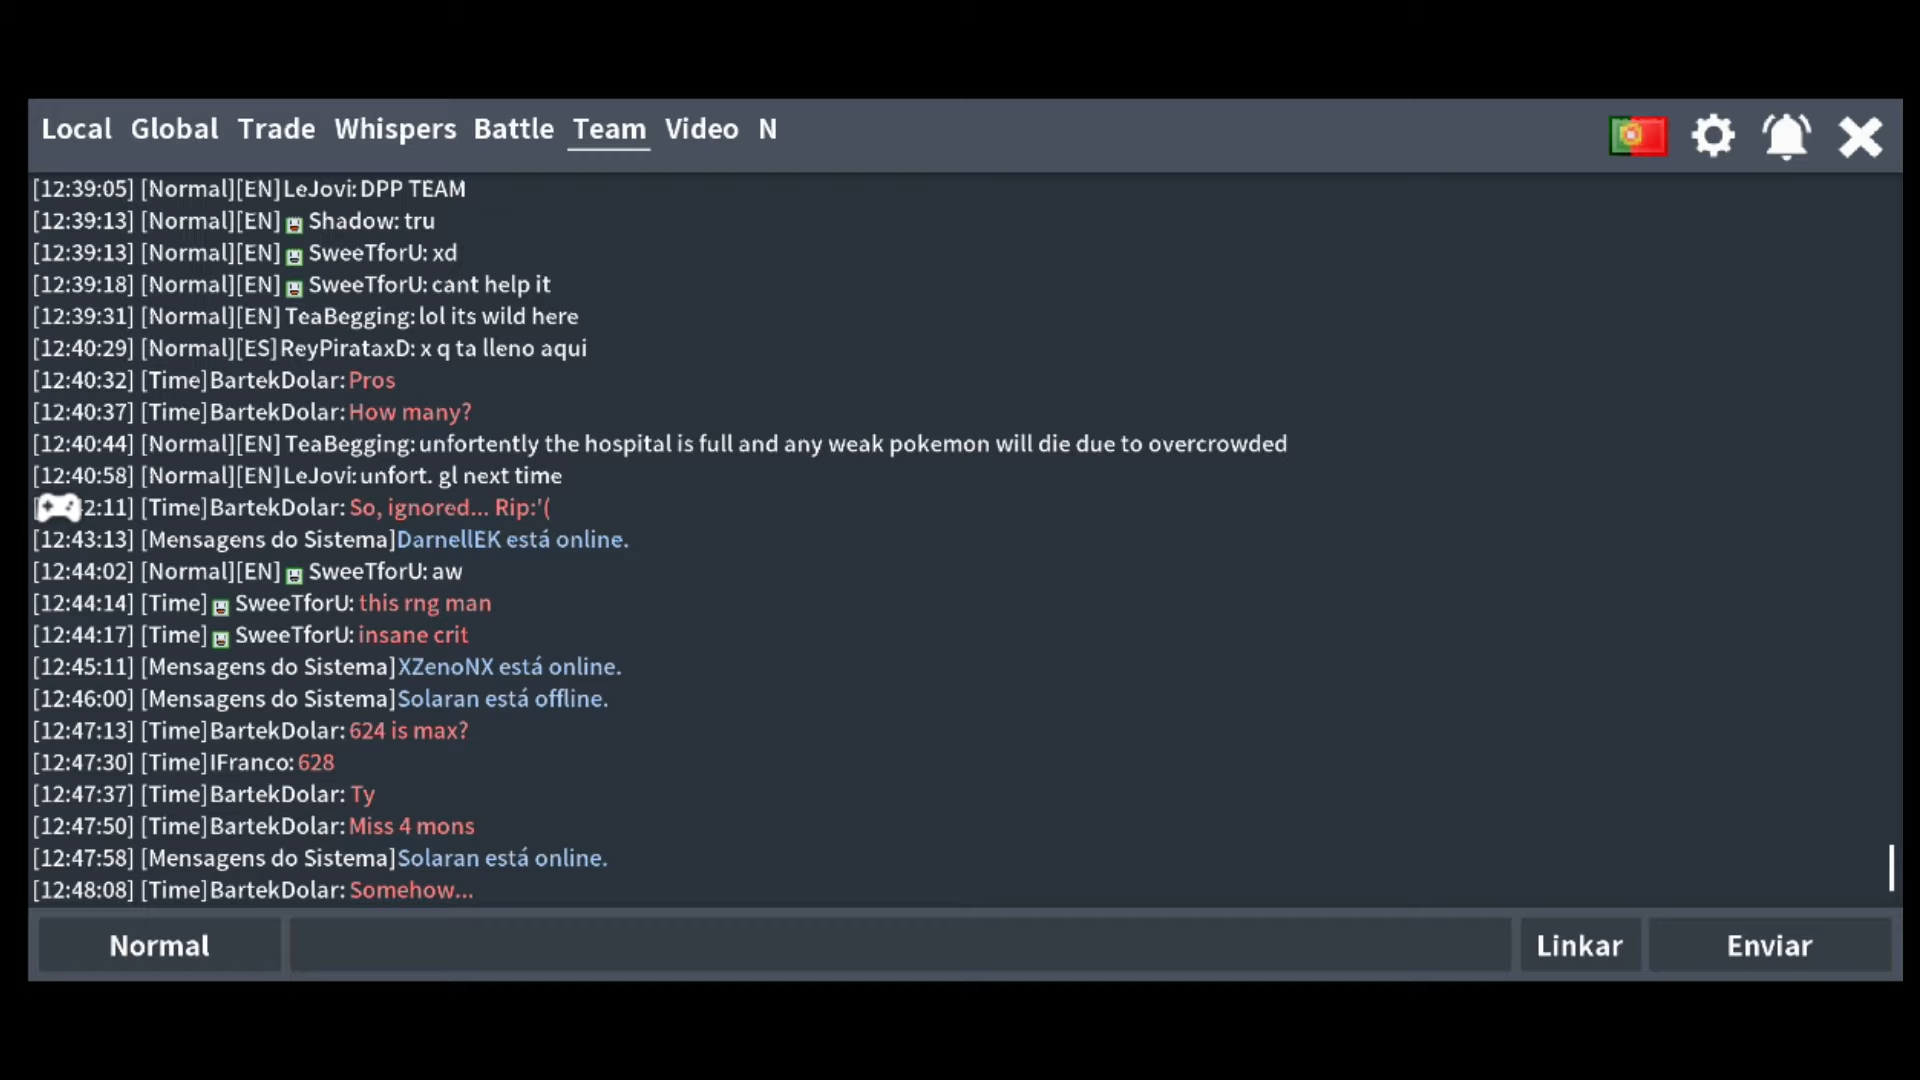 Local Global Trade Whispers Battle Team Video N
[12:39:05] [Normal][EN]LeJovi: DPP TEAM
[12:39:13] [Normal][EN] Shadow: tru
[12:39:13] [Normal][EN] SweeTforU: xd
[12:39:18] [Normal][EN] SweeTforU: cant help it
[12:39:31] [Normal][EN] TeaBegging: lol its wild here
[12:40:29] [Normal][ES]ReyPirataxD: x q ta lleno aqui
[12:40:32] [Time]BartekDolar: Pros
[12:40:37] [Time]BartekDolar: How many?
[12:40:44] [Normal][EN] TeaBegging: unfortently the hospital is full and any weak pokemon will die due to overcrowded
[12:40:58] [Normal][EN]LeJovi: unfort. gl next time
[ 2:11] [Time]BartekDolar: So, ignored... Rip:'(
[12:43:13] [Mensagens do Sistema]DarnellEK está online.
[12:44:02] [Normal][EN] SweeTforU: aw
[12:44:14] [Time] SweeTforU: this rng man
[12:44:17] [Time] SweeTforU: insane crit
[12:45:11] [Mensagens do Sistema]XZenoNX está online.
[12:46:00] [Mensagens do Sistema]Solaran está offline.
[12:47:13] [Time]BartekDolar: 624 is max?
[12:47:30] [Time]IFranco: 628
[12:47:37] [Time]BartekDolar: Ty
[12:47:50] [Time]BartekDolar: Miss 4 mons
[12:47:58] [Mensagens do Sistema]Solaran está online.
[12:48:08] [Time]BartekDolar: Somehow...
Normal Linkar Enviar